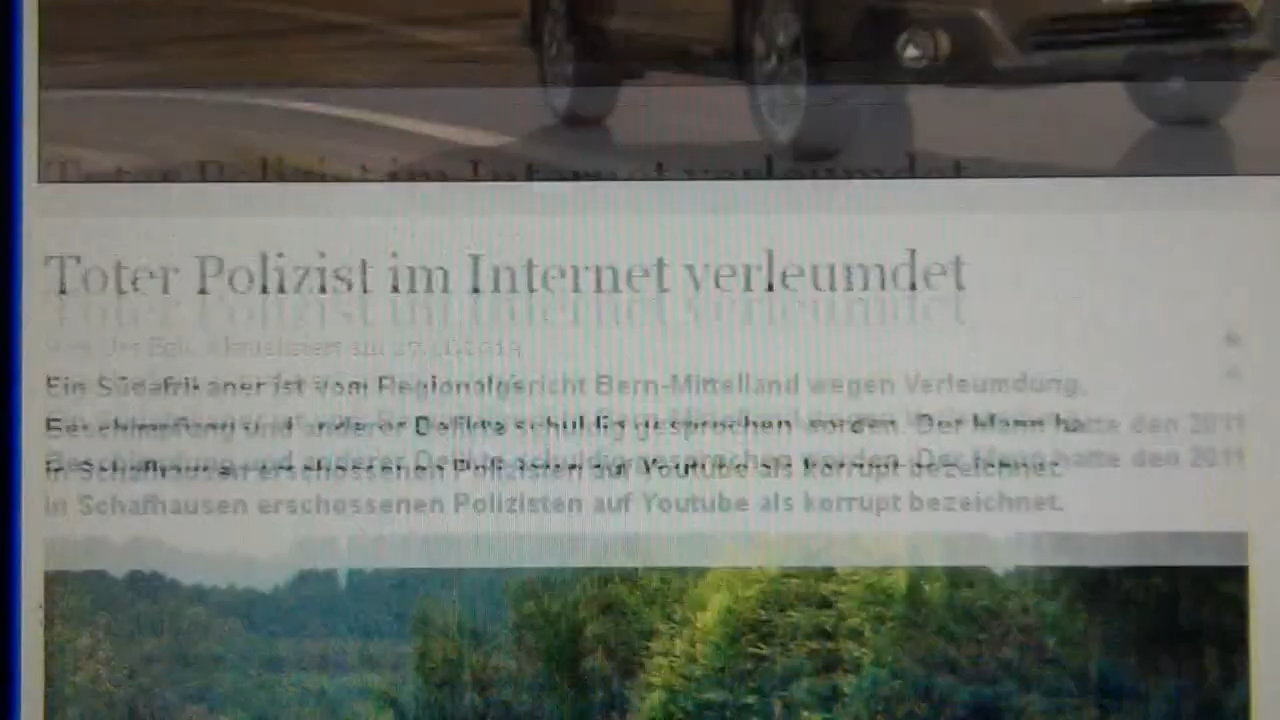 Toter Polizist im Internet verleumdet
Ein Südafrikaner ist vom Regionalgericht Bern-Mittelland wegen Verleumdung,
Beschimpfung und anderer Delikte schuldig gesprochen worden. Der Mann hatte den 2011
in Schafhausen erschossenen Polizisten auf Youtube als korrupt bezeichnet.